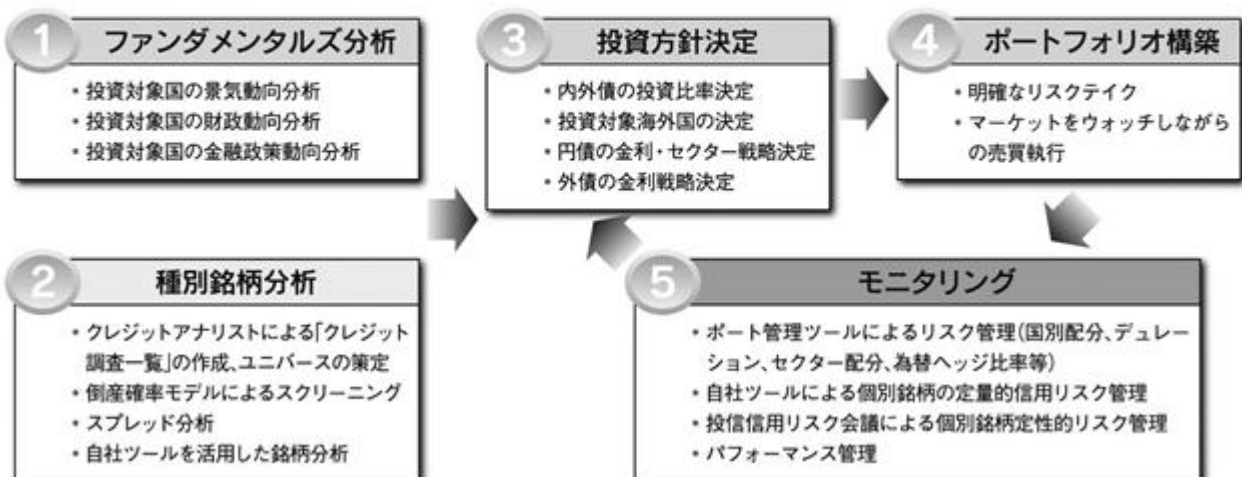 1 ファンダメンタルズ分析
・投資対象国の景気動向分析
・投資対象国の財政動向分析
・投資対象国の金融政策動向分析
2 種別銘柄分析
・クレジットアナリストによる「クレジット
調査一覧」の作成、ユニバースの策定
・倒産確率モデルによるスクリーニング
・スプレッド分析
・自社ツールを活用した銘柄分析
3 投資方針決定
・内外債の投資比率決定
・投資対象海外国の決定
・円債の金利・セクター戦略決定
・外債の金利戦略決定
4 ポートフォリオ構築
・明確なリスクテイク
・マーケットをウォッチしながら
の売買執行
5 モニタリング
・ポート管理ツールによるリスク管理(国別配分、デュレー
ション、セクター配分、為替ヘッジ比率等)
・自社ツールによる個別銘柄の定量的信用リスク管理
・投信信用リスク会議による個別銘柄定性的リスク管理
・パフォーマンス管理